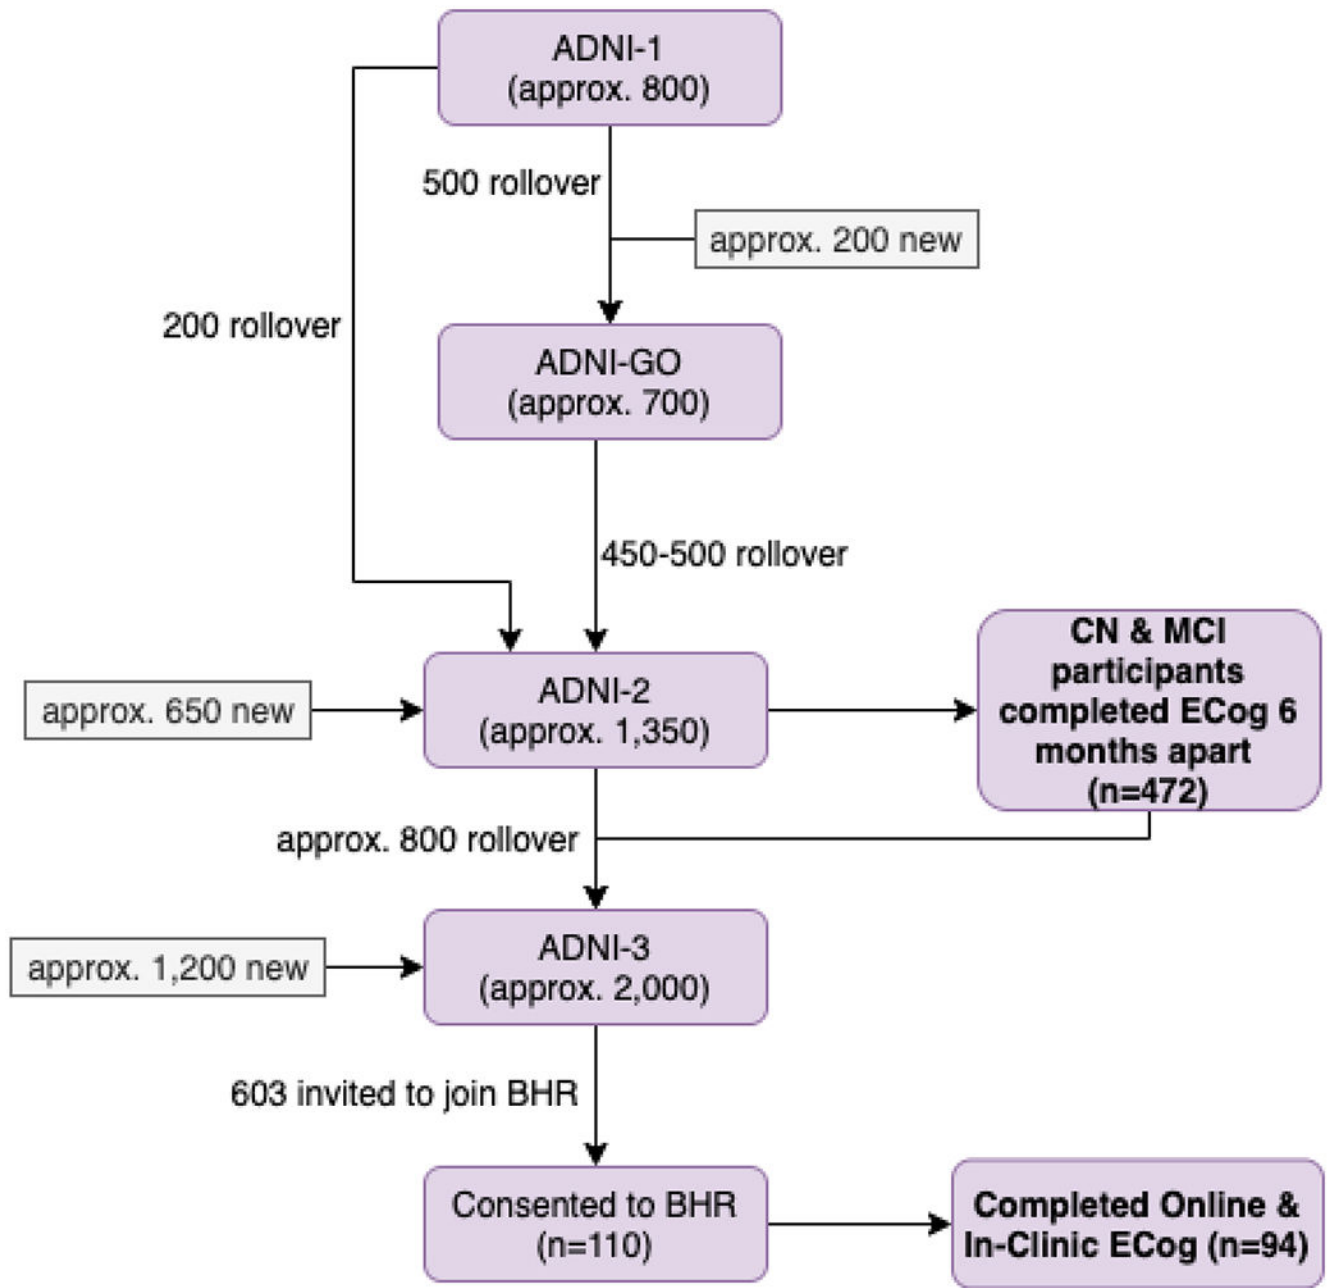 ADNI-1
(approx. 800)
500 rollover
approx. 200 new
200 rollover
ADNI-GO
(approx. 700)
450-500 rollover
approx. 650 new
ADNI-2
(approx. 1,350)
CN & MCI
participants
completed ECog 6
months apart
(n=472)
approx. 800 rollover
approx. 1,200 new
ADNI-3
(approx. 2,000)
603 invited to join BHR
Consented to BHR
(n=110)
Completed Online &
In-Clinic ECog (n=94)